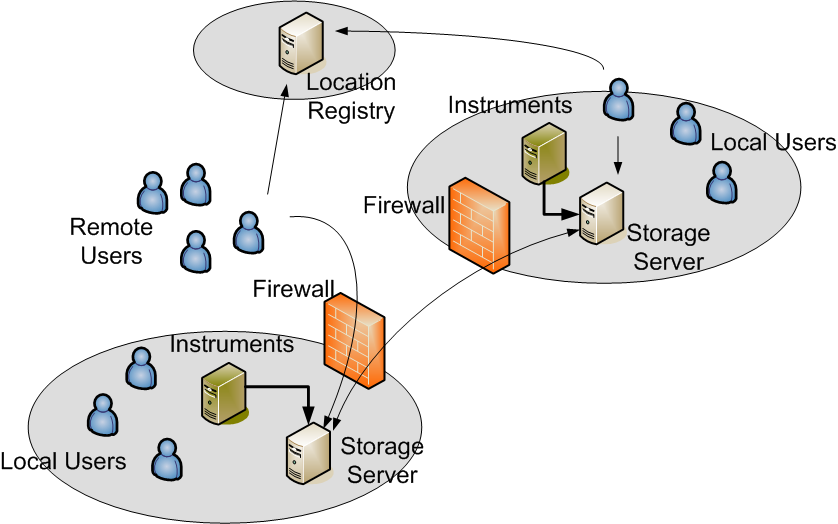 Location
Registry
Instruments
Local Users
Firewall
Storage
Server
Remote
Users
Firewall
Instruments
Local Users
Storage
Server